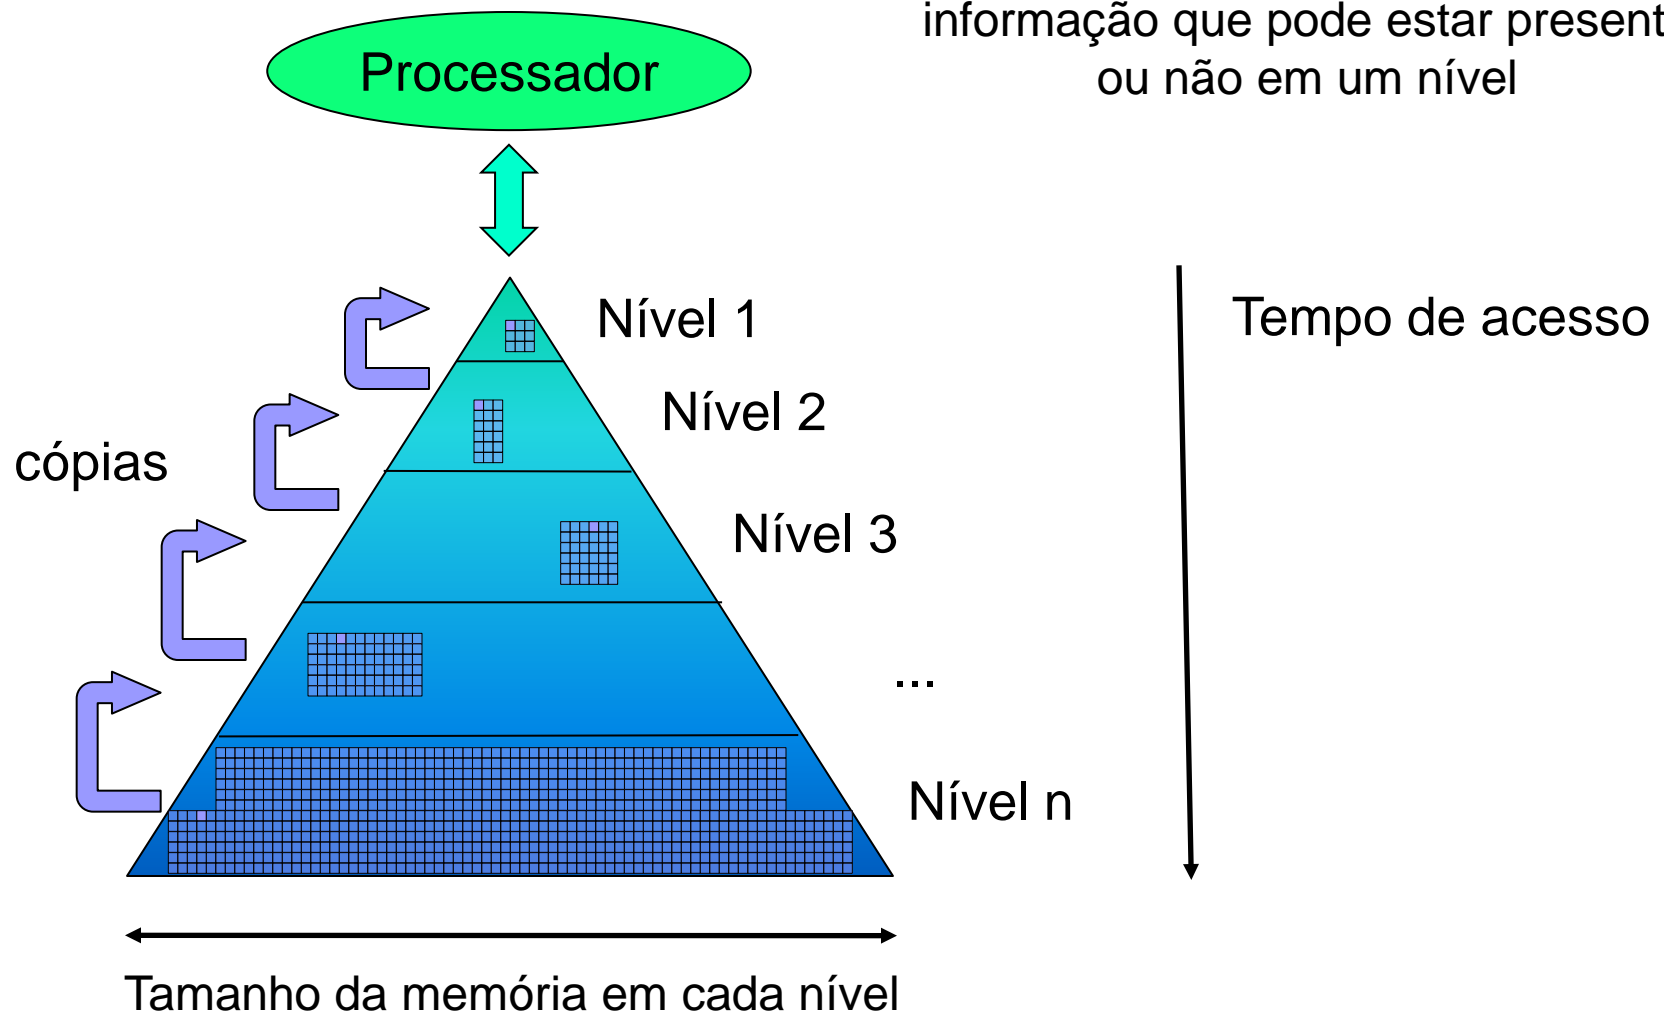 informação que pode estar present
ou não em um nível
Processador
Nível 1
Tempo de acesso
Nível 2
cópias
Nível 3
...
Nível n
Tamanho da memória em cada nível